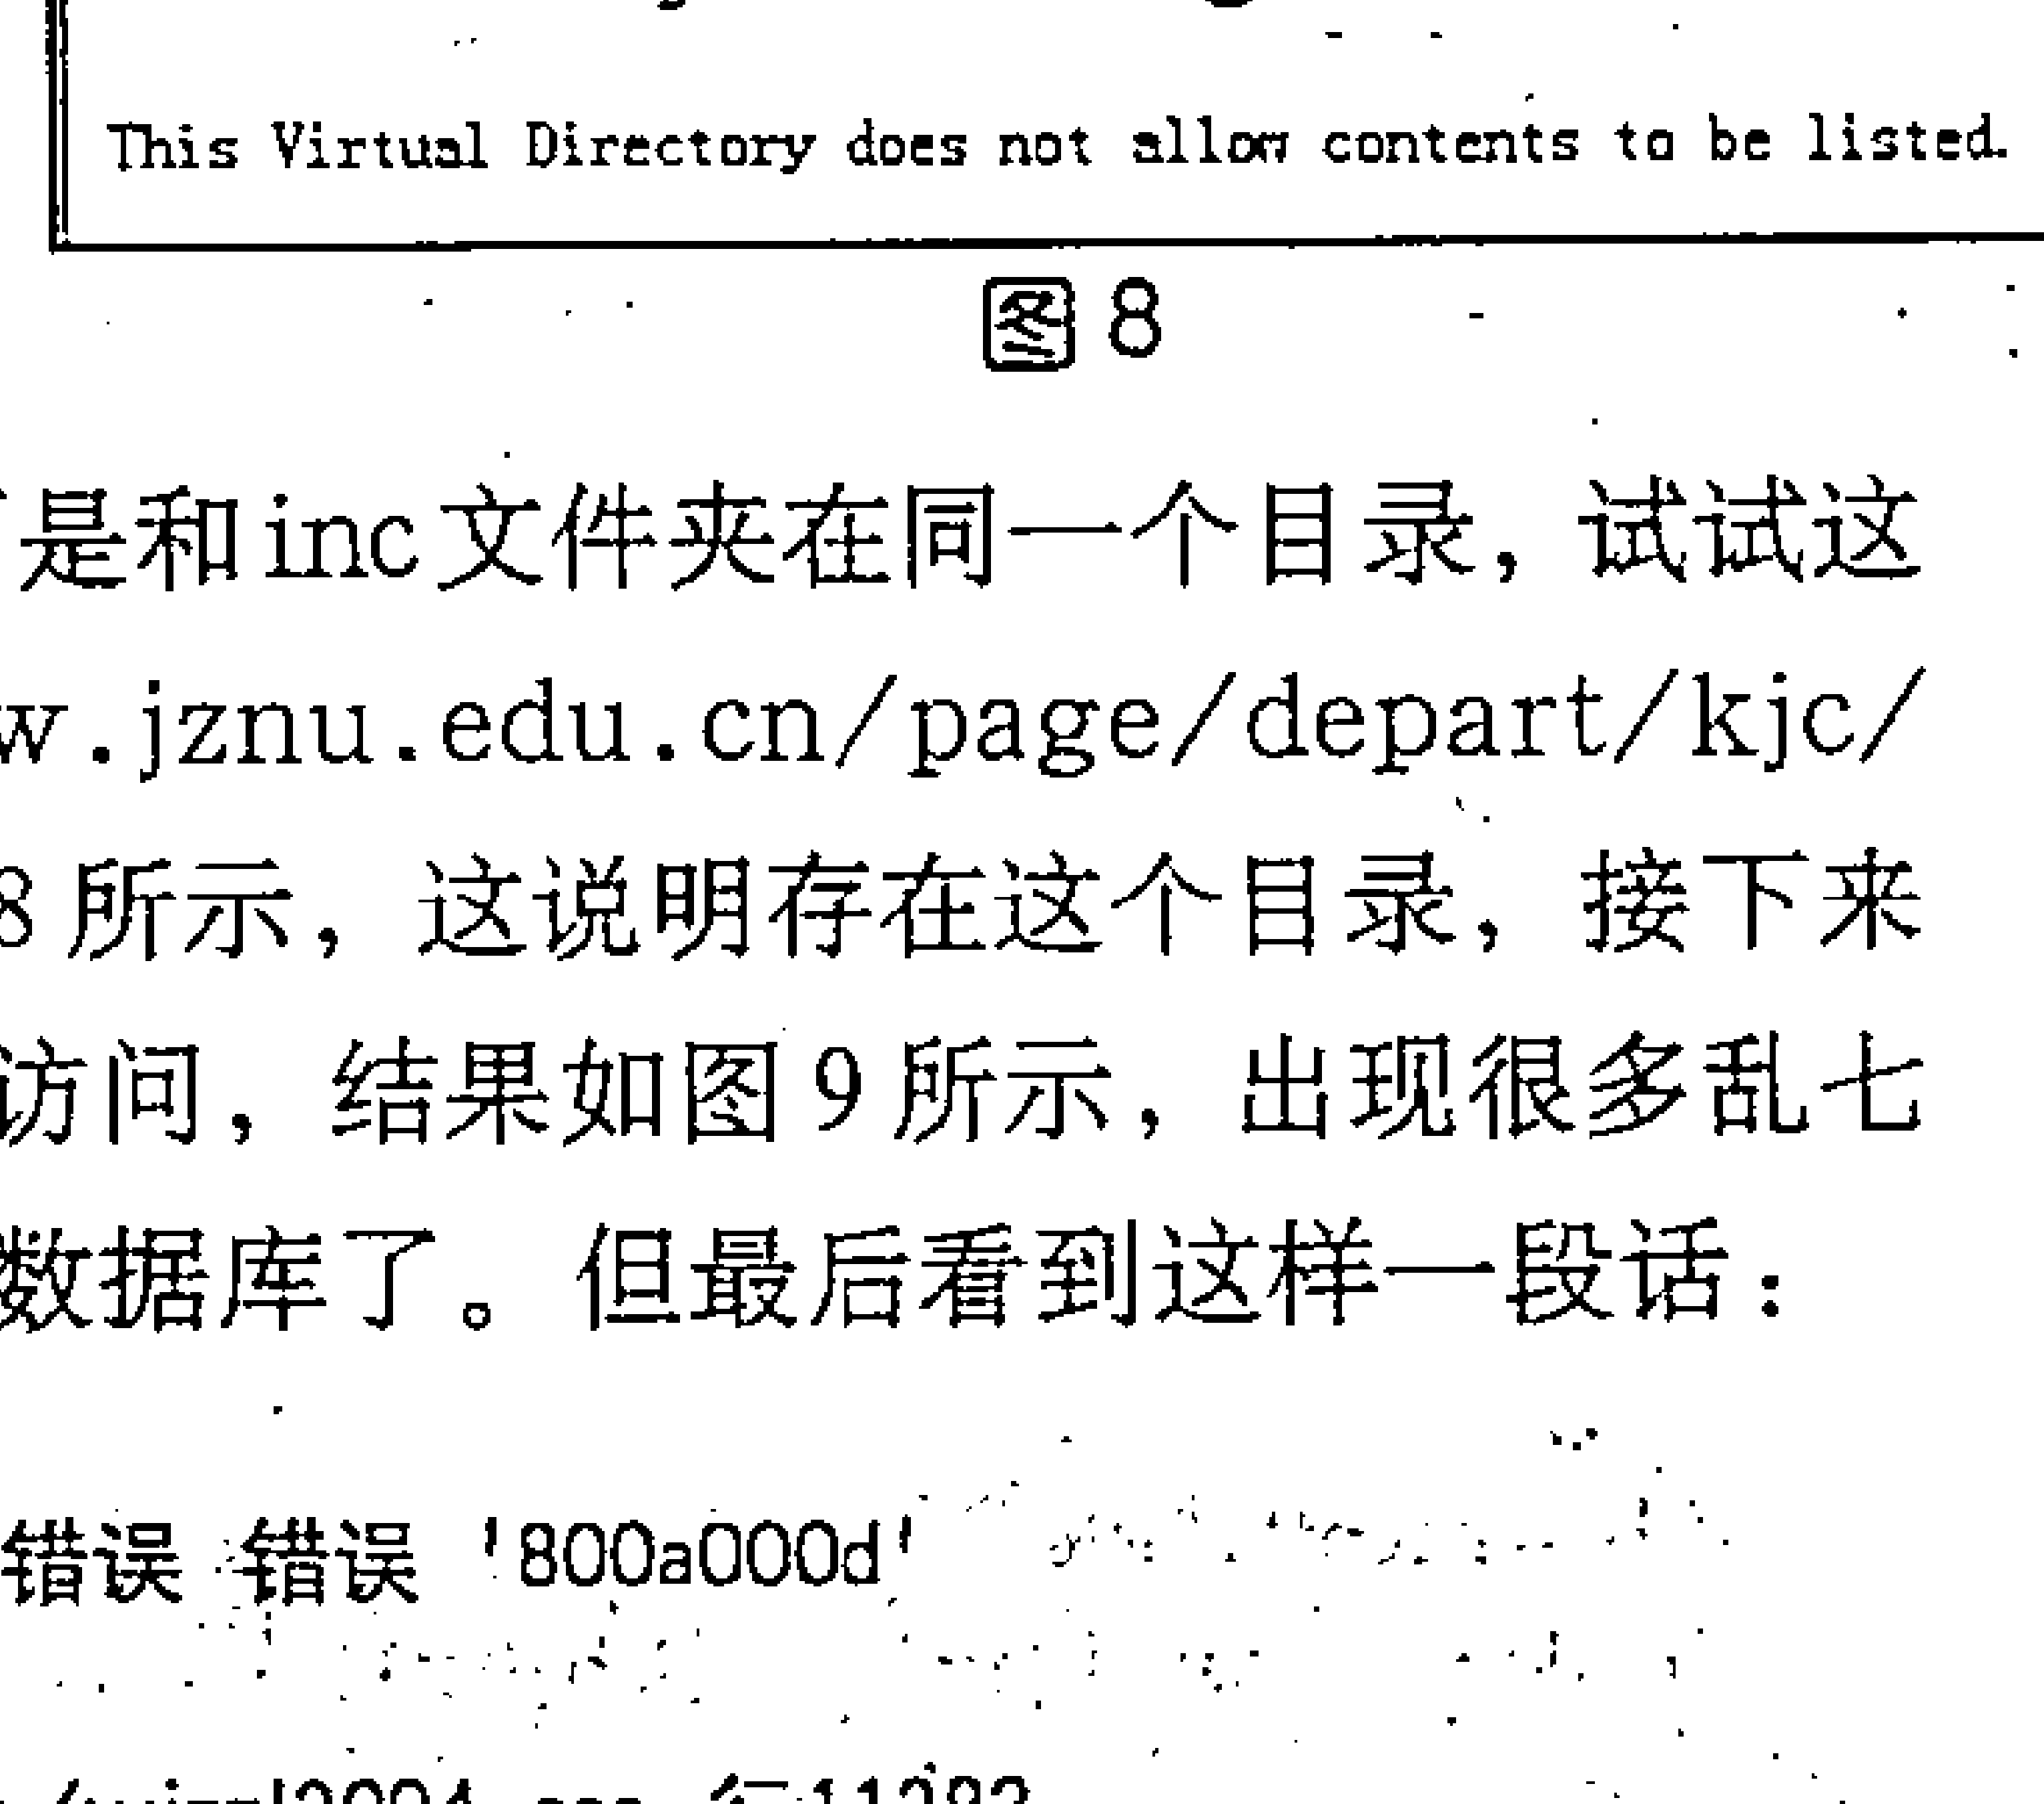 This Virtual Directory does not allow contents to be listed.
图 8
是和inc文件夹在同一个目录，试试这
w.jznu.edu.cn/page/depart/kjc/
8 所示，这说明存在这个目录，接下来
访问，结果如图 9 所示，出现很多乱七
数据库了。但最后看到这样一段话：
错误 错误 '800a000d'